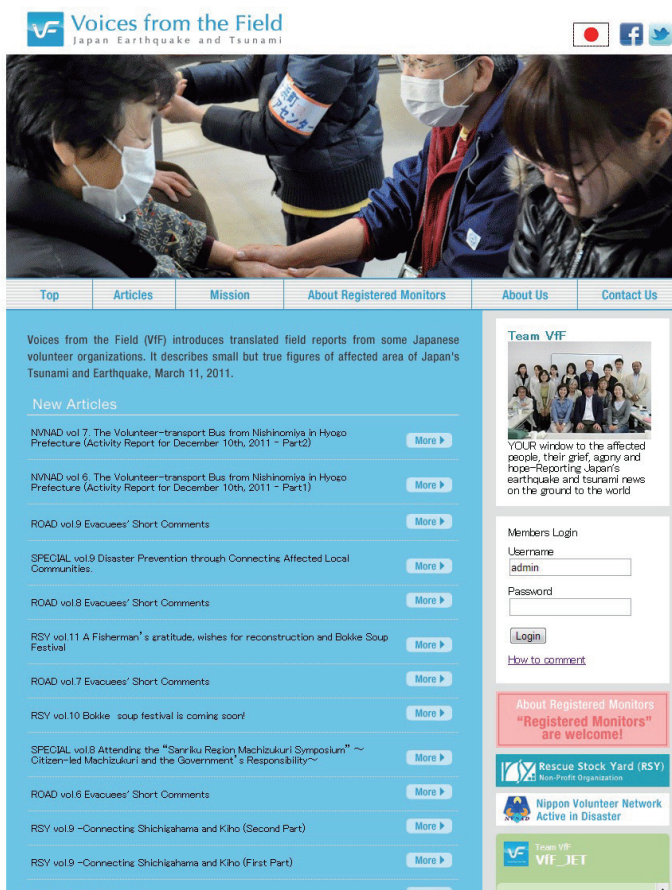 Voices from the Field
Japan Earthquake and Tsunami
アセンター
Top Articles Mission About Registered Monitors About Us Contact Us
Voices from the Field (VfF) introduces translated field reports from some Japanese
volunteer organizations. It describes small but true figures of affected area of Japan's
Tsunami and Earthquake, March 11, 2011.
New Articles
NVNAD vol 7. The Volunteer-transport Bus from Nishinomiya in Hyogo
Prefecture (Activity Report for December 10th, 2011 - Part2)
More
NVNAD vol 6. The Volunteer-transport Bus from Nishinomiya in Hyogo
Prefecture (Activity Report for December 10th, 2011 - Part1)
More
ROAD vol.9 Evacuees' Short Comments
More
SPECIAL vol.9 Disaster Prevention through Connecting Affected Local
Communities.
More
ROAD vol.8 Evacuees' Short Comments
More
RSY vol.11 A Fisherman's gratitude, wishes for reconstruction and Bokke Soup
Festival
More
ROAD vol.7 Evacuees' Short Comments
More
RSY vol.10 Bokke soup festival is coming soon!
More
SPECIAL vol.8 Attending the "Sanriku Region Machizukuri Symposium" ～
Citizen-led Machizukuri and the Government's Responsibility～
More
ROAD vol.6 Evacuees' Short Comments
More
RSY vol.9 -Connecting Shichigahama and Kiho (Second Part)
More
RSY vol.9 -Connecting Shichigahama and Kiho (First Part)
More
Team VfF
YOUR window to the affected
people, their grief, agony and
hope-Reporting Japan's
earthquake and tsunami news
on the ground to the world
Members Login
Username
admin
Password
Login
How to comment
About Registered Monitors
"Registered Monitors"
are welcome!
Rescue Stock Yard (RSY)
Non-Profit Organization
Nippon Volunteer Network
Active in Disaster
Team VfF
VfF_JET